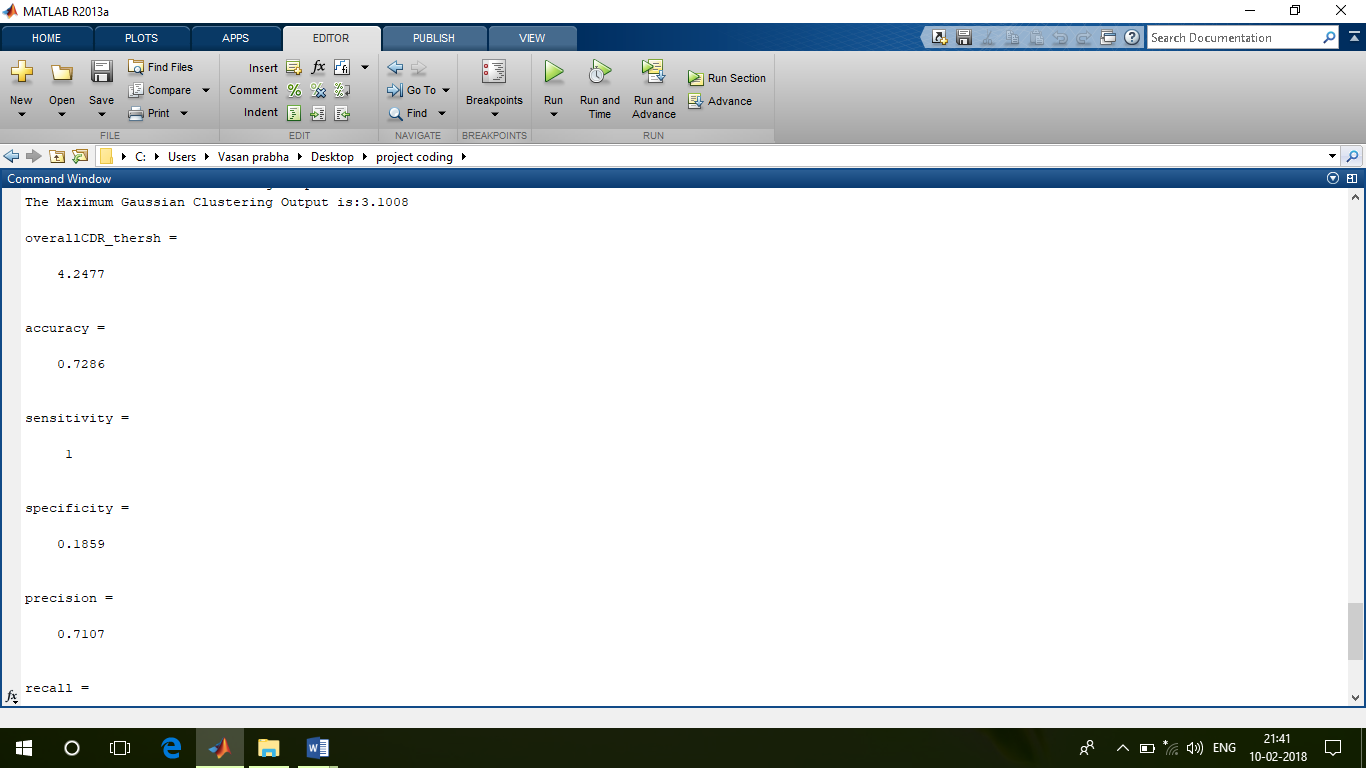 MATLAB R2013a
HOME PLOTS APPS EDITOR PUBLISH VIEW
Search Documentation
New Open Save Find Files Compare Print
Insert fx
Comment
Indent
Go To
Find
Breakpoints
Run Run and Time Run and Advance Run Section Advance
FILE EDIT NAVIGATE BREAKPOINTS RUN
C: Users Vasan prabha Desktop project coding
Command Window
The Maximum Gaussian Clustering Output is:3.1008
overallCDR_thersh =
4.2477
accuracy =
0.7286
sensitivity =
1
specificity =
0.1859
precision =
0.7107
recall =
fx
ENG
21:41
10-02-2018